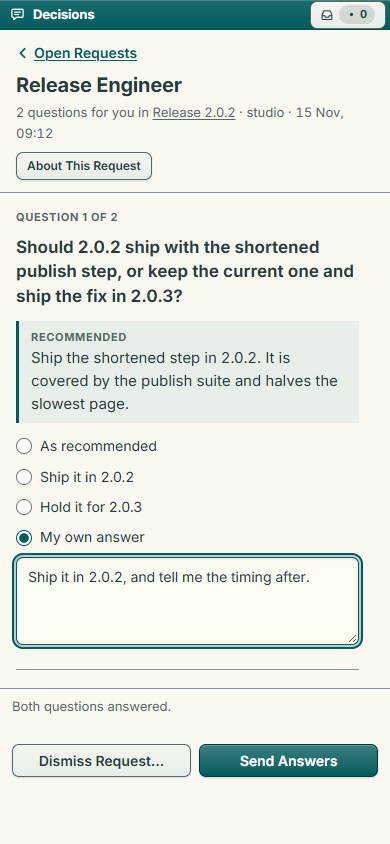 Decisions
• 0
Open Requests
Release Engineer
2 questions for you in Release 2.0.2 · studio · 15 Nov,
09:12
About This Request
QUESTION 1 OF 2
Should 2.0.2 ship with the shortened
publish step, or keep the current one and
ship the fix in 2.0.3?
RECOMMENDED
Ship the shortened step in 2.0.2. It is
covered by the publish suite and halves the
slowest page.
As recommended
Ship it in 2.0.2
Hold it for 2.0.3
My own answer
Ship it in 2.0.2, and tell me the timing after.
Both questions answered.
Dismiss Request...
Send Answers